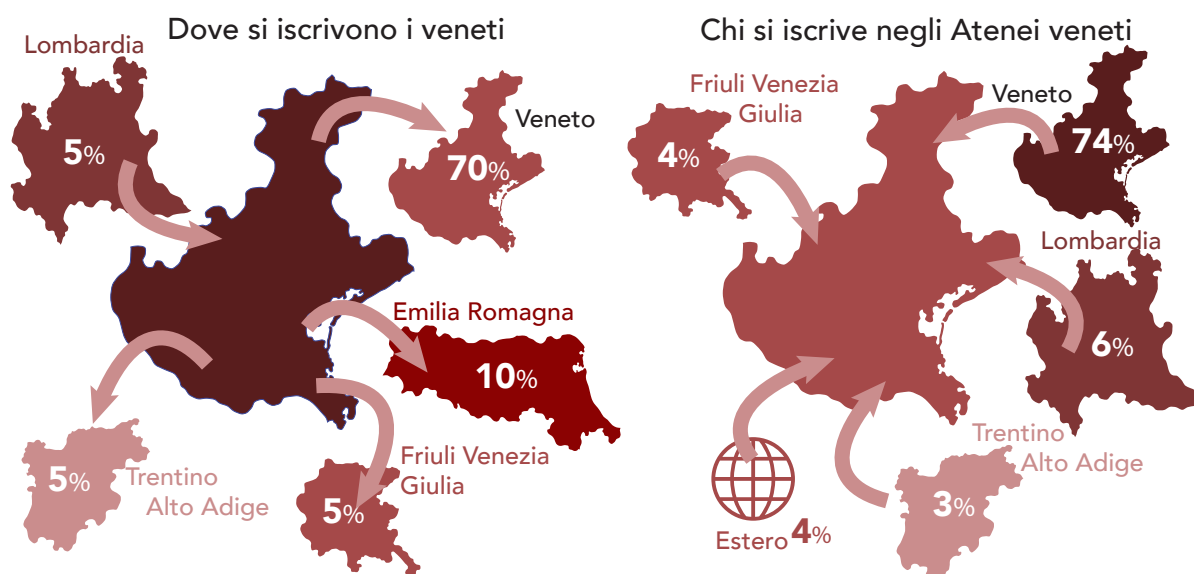 Dove si iscrivono i veneti
Lombardia
5%
Veneto
70%
Emilia Romagna
10%
Trentino
Alto Adige
5%
Friuli Venezia
Giulia
5%
Chi si iscrive negli Atenei veneti
Friuli Venezia
Giulia
4%
Veneto
74%
Lombardia
6%
Trentino
Alto Adige
3%
Estero 4%